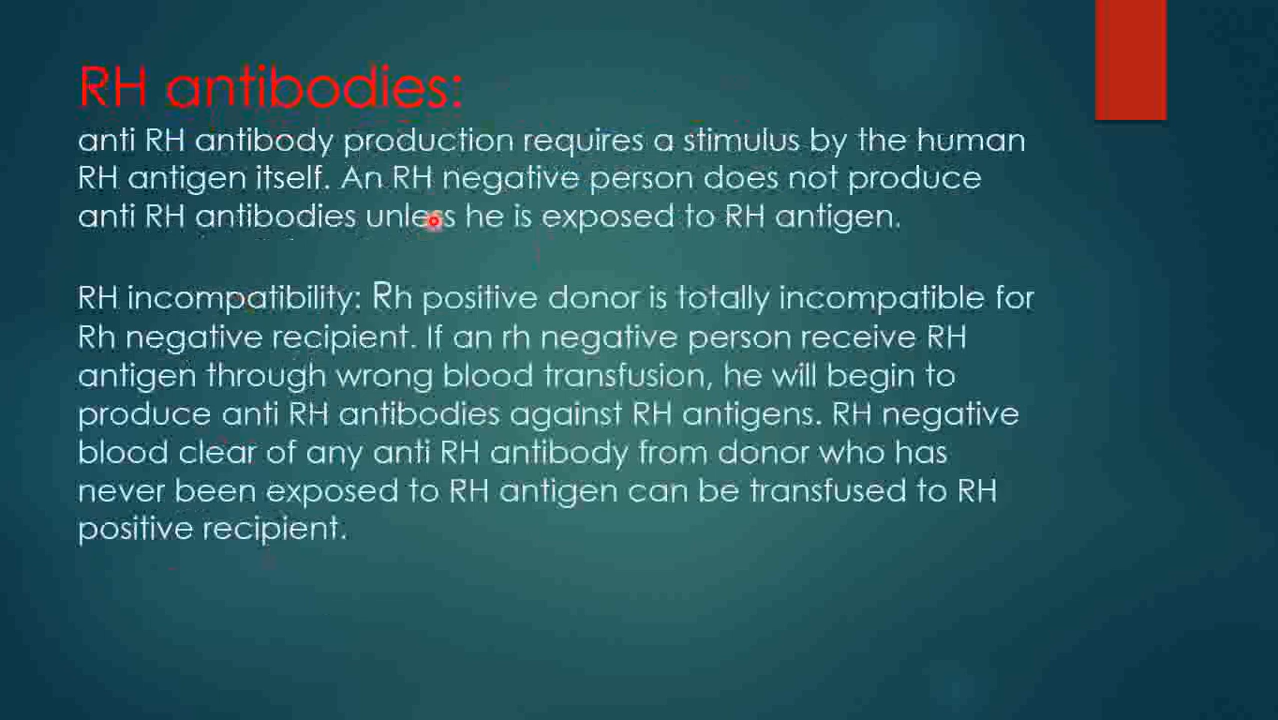 RH antibodies:
anti RH antibody production requires a stimulus by the human
RH antigen itself. An RH negative person does not produce
anti RH antibodies unless he is exposed to RH antigen.
RH incompatibility: Rh positive donor is totally incompatible for
Rh negative recipient. If an rh negative person receive RH
antigen through wrong blood transfusion, he will begin to
produce anti RH antibodies against RH antigens. RH negative
blood clear of any anti RH antibody from donor who has
never been exposed to RH antigen can be transfused to RH
positive recipient.